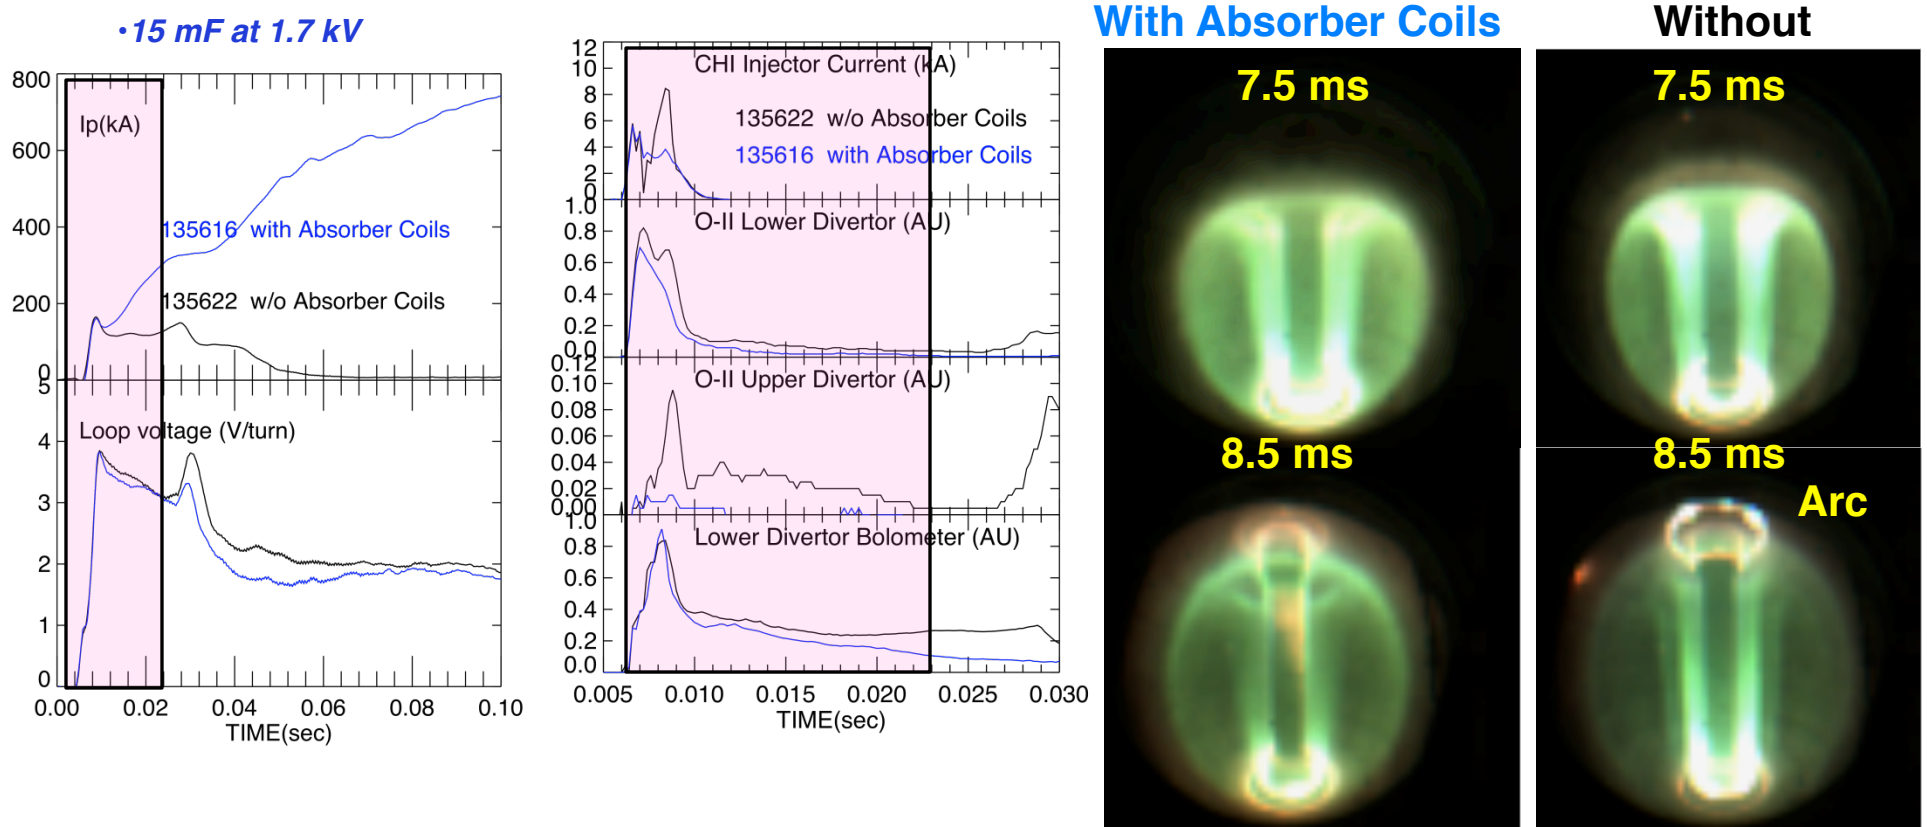 •15 mF at 1.7 kV
800
600
400
200
0
Ip(kA)
135616 with Absorber Coils
135622 w/o Absorber Coils
5
4
3
2
1
0
Loop voltage (V/turn)
0.00 0.02 0.04 0.06 0.08 0.10
TIME(sec)
12
10
8
6
4
2
0
CHI Injector Current (kA)
135622 w/o Absorber Coils
135616 with Absorber Coils
1.0
0.8
0.6
0.4
0.2
0.0
O-II Lower Divertor (AU)
0.12
0.10
0.08
0.06
0.04
0.02
0.00
O-II Upper Divertor (AU)
1.0
0.8
0.6
0.4
0.2
0.0
Lower Divertor Bolometer (AU)
0.005 0.010 0.015 0.020 0.025 0.030
TIME(sec)
With Absorber Coils
Without
7.5 ms
7.5 ms
8.5 ms
8.5 ms
Arc